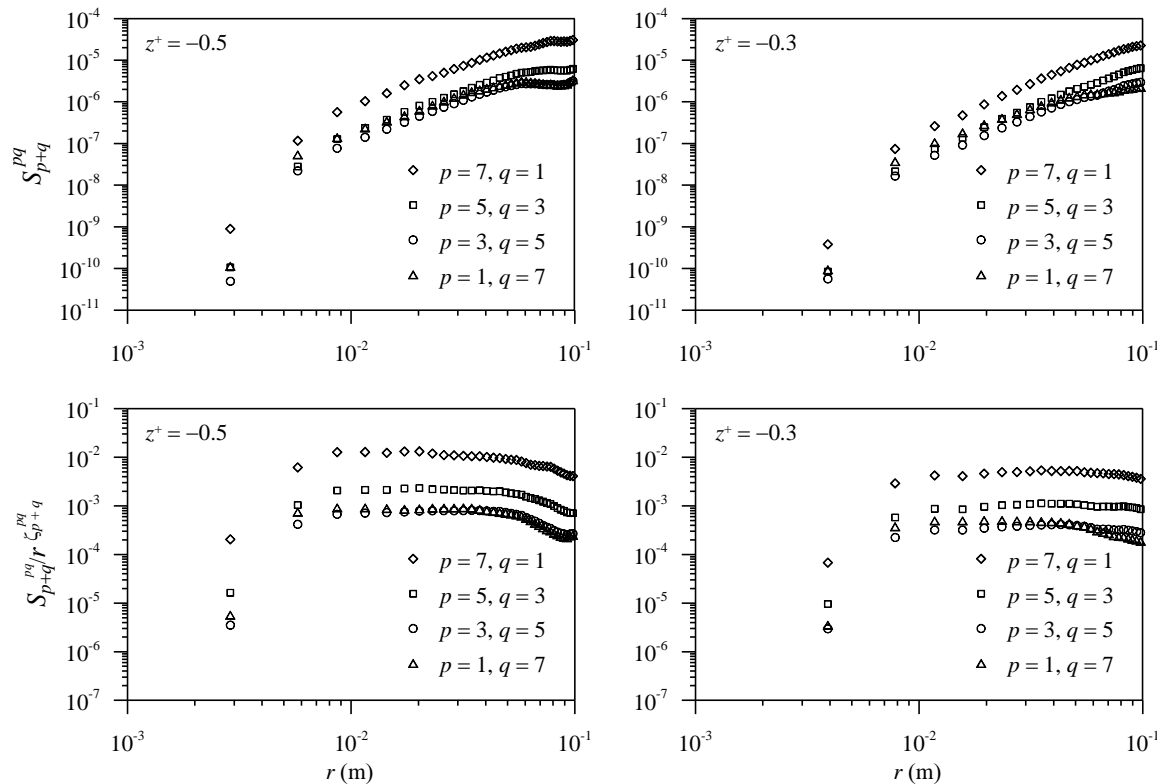 z⁺ = −0.5
10⁻⁴
10⁻⁵
10⁻⁶
10⁻⁷
10⁻⁸
10⁻⁹
10⁻¹⁰
10⁻¹¹
S_{p+q}^{pq}
p = 7, q = 1
p = 5, q = 3
p = 3, q = 5
p = 1, q = 7
10⁻³ 10⁻² 10⁻¹
z⁺ = −0.3
10⁻⁴
10⁻⁵
10⁻⁶
10⁻⁷
10⁻⁸
10⁻⁹
10⁻¹⁰
10⁻¹¹
p = 7, q = 1
p = 5, q = 3
p = 3, q = 5
p = 1, q = 7
10⁻³ 10⁻² 10⁻¹
z⁺ = −0.5
10⁻¹
10⁻²
10⁻³
10⁻⁴
10⁻⁵
10⁻⁶
10⁻⁷
S_{p+q}^{pq}/r^{ζ_{p+q}^{pq}}
p = 7, q = 1
p = 5, q = 3
p = 3, q = 5
p = 1, q = 7
10⁻³ 10⁻² 10⁻¹
r (m)
z⁺ = −0.3
10⁻¹
10⁻²
10⁻³
10⁻⁴
10⁻⁵
10⁻⁶
10⁻⁷
p = 7, q = 1
p = 5, q = 3
p = 3, q = 5
p = 1, q = 7
10⁻³ 10⁻² 10⁻¹
r (m)